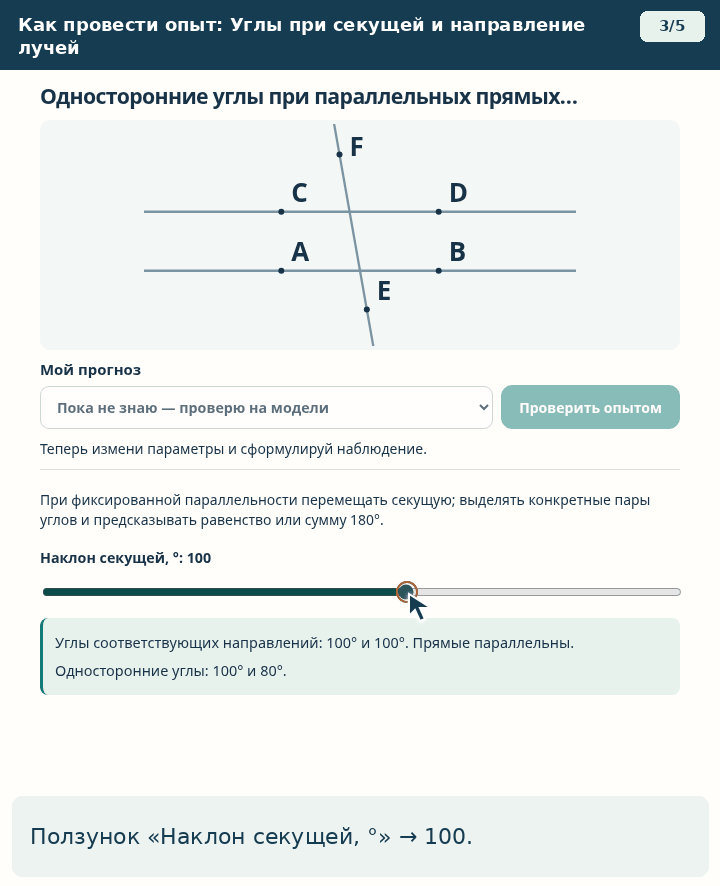 Как провести опыт: Углы при секущей и направление
лучей
3/5
Односторонние углы при параллельных прямых...
F
C
D
A
B
E
Мой прогноз
Пока не знаю — проверю на модели
Проверить опытом
Теперь измени параметры и сформулируй наблюдение.
При фиксированной параллельности перемещать секущую; выделять конкретные пары
углов и предсказывать равенство или сумму 180°.
Наклон секущей, °: 100
Углы соответствующих направлений: 100° и 100°. Прямые параллельны.
Односторонние углы: 100° и 80°.
Ползунок «Наклон секущей, °» → 100.